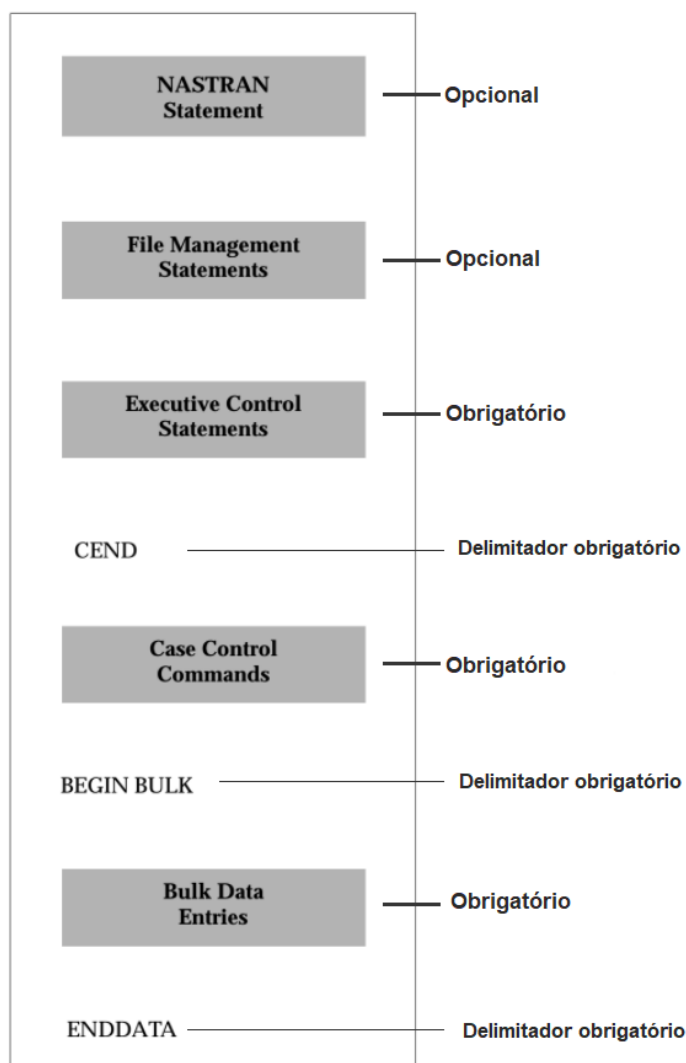 NASTRAN
Statement
Opcional
File Management
Statements
Opcional
Executive Control
Statements
Obrigatório
CEND
Delimitador obrigatório
Case Control
Commands
Obrigatório
BEGIN BULK
Delimitador obrigatório
Bulk Data
Entries
Obrigatório
ENDDATA
Delimitador obrigatório